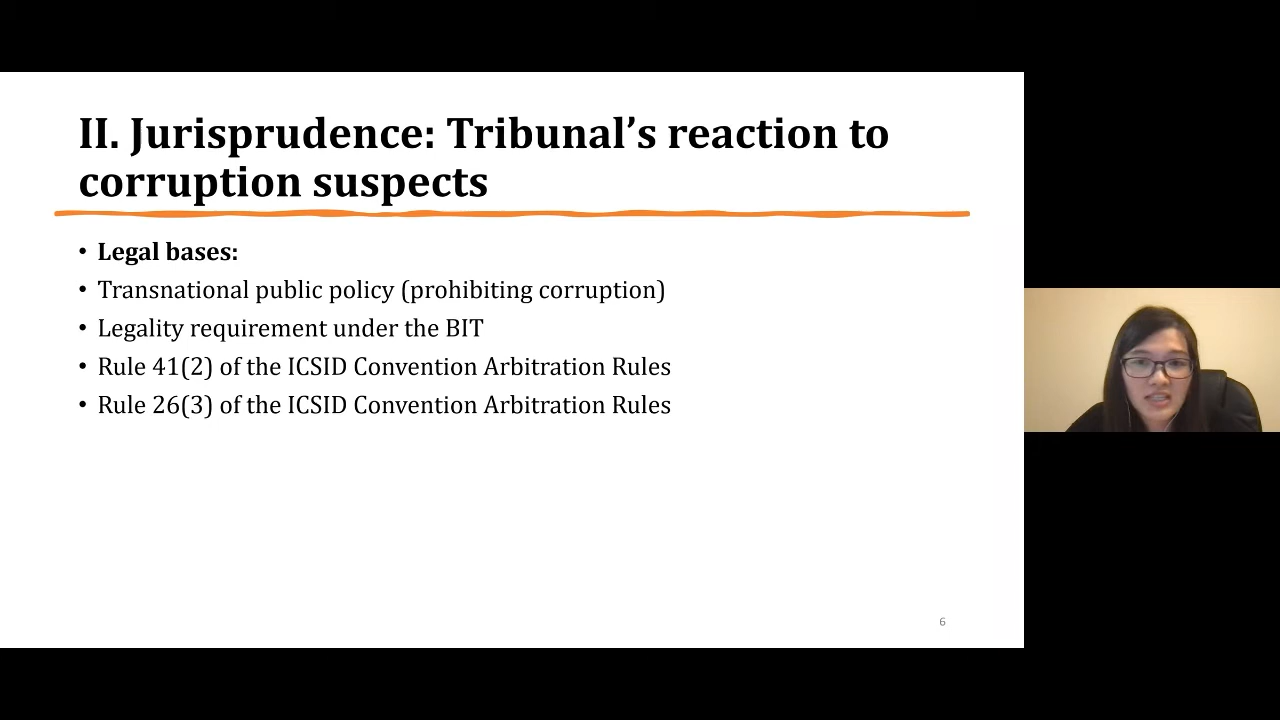 II. Jurisprudence: Tribunal’s reaction to
corruption suspects
• Legal bases:
• Transnational public policy (prohibiting corruption)
• Legality requirement under the BIT
• Rule 41(2) of the ICSID Convention Arbitration Rules
• Rule 26(3) of the ICSID Convention Arbitration Rules
6